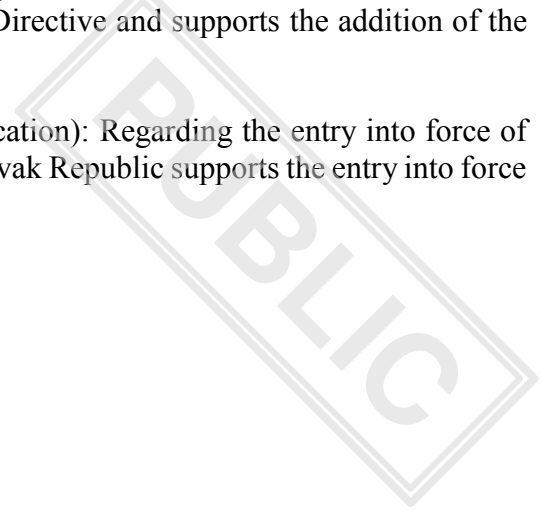 Directive and supports the addition of the
cation): Regarding the entry into force of
vak Republic supports the entry into force
PUBLIC